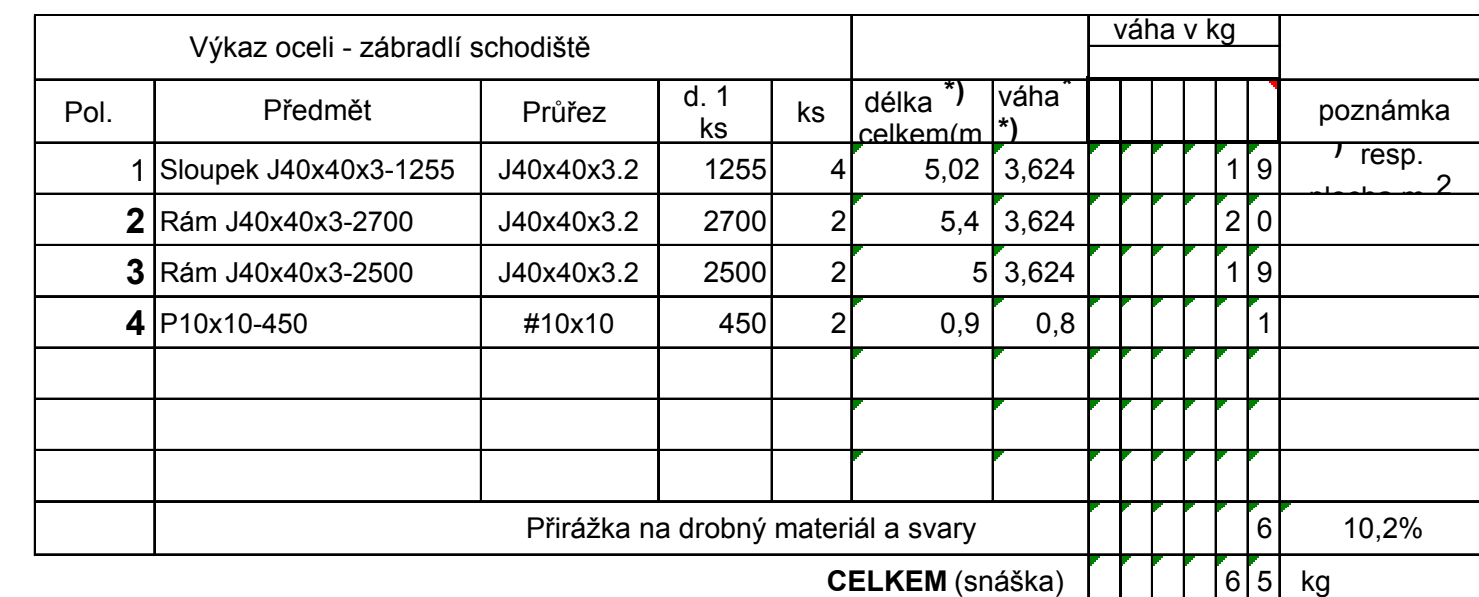 Výkaz oceli - zábradlí schodiště váha v kg
Pol. Předmět Průřez d. 1 ks ks délka *) celkem(m váha *) poznámka
1 Sloupek J40x40x3-1255 J40x40x3.2 1255 4 5,02 3,624 1 9 ) resp.
2 Rám J40x40x3-2700 J40x40x3.2 2700 2 5,4 3,624 2 0
3 Rám J40x40x3-2500 J40x40x3.2 2500 2 5 3,624 1 9
4 P10x10-450 #10x10 450 2 0,9 0,8 1
Přirážka na drobný materiál a svary 6 10,2%
CELKEM (snáška) 6 5 kg